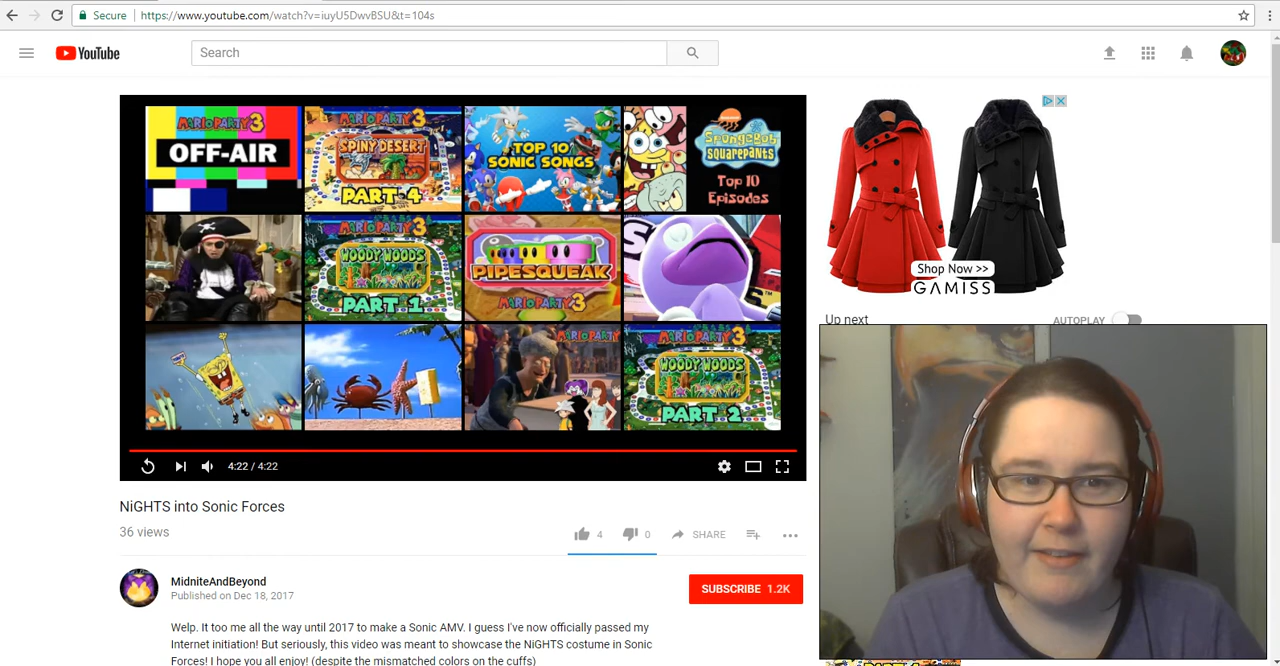 Secure
https://www.youtube.com/watch?v=iuyU5DwvBSU&t=104s
YouTube
Search
MARIO PARTY 3
OFF-AIR
MARIO PARTY 3
SPINY DESERT
PART 4
TOP 10
SONIC SONGS
SpongeBob
SquarePants
Top 10
Episodes
MARIO PARTY 3
WOODY WOODS
PART 1
PIPESQUEAK
MARIO PARTY 3
MARIO PARTY
MARIO PARTY 3
WOODY WOODS
PART 2
Shop Now >>
GAMISS
4:22 / 4:22
Up next
AUTOPLAY
NiGHTS into Sonic Forces
36 views
4
0
SHARE
MidniteAndBeyond
Published on Dec 18, 2017
SUBSCRIBE 1.2K
Welp. It too me all the way until 2017 to make a Sonic AMV. I guess I've now officially passed my
Internet initiation! But seriously, this video was meant to showcase the NiGHTS costume in Sonic
Forces! I hope you all enjoy! (despite the mismatched colors on the cuffs)